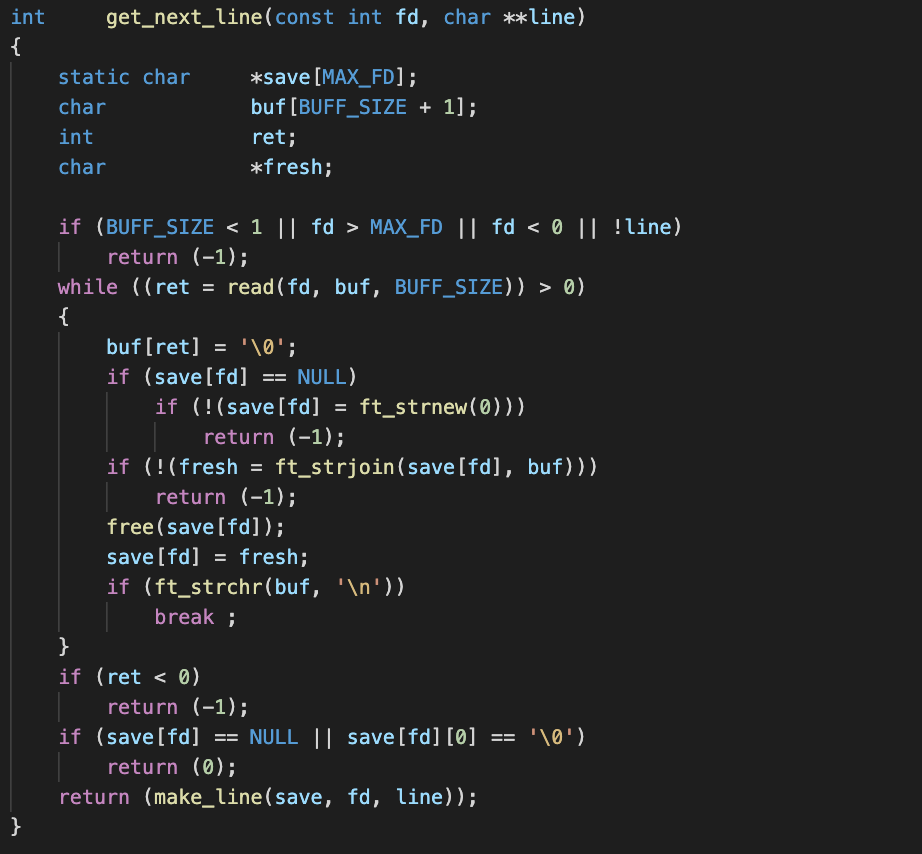 int     get_next_line(const int fd, char **line)
{
    static char     *save[MAX_FD];
    char            buf[BUFF_SIZE + 1];
    int             ret;
    char            *fresh;

    if (BUFF_SIZE < 1 || fd > MAX_FD || fd < 0 || !line)
        return (-1);
    while ((ret = read(fd, buf, BUFF_SIZE)) > 0)
    {
        buf[ret] = '\0';
        if (save[fd] == NULL)
            if (!(save[fd] = ft_strnew(0)))
                return (-1);
        if (!(fresh = ft_strjoin(save[fd], buf)))
            return (-1);
        free(save[fd]);
        save[fd] = fresh;
        if (ft_strchr(buf, '\n'))
            break ;
    }
    if (ret < 0)
        return (-1);
    if (save[fd] == NULL || save[fd][0] == '\0')
        return (0);
    return (make_line(save, fd, line));
}